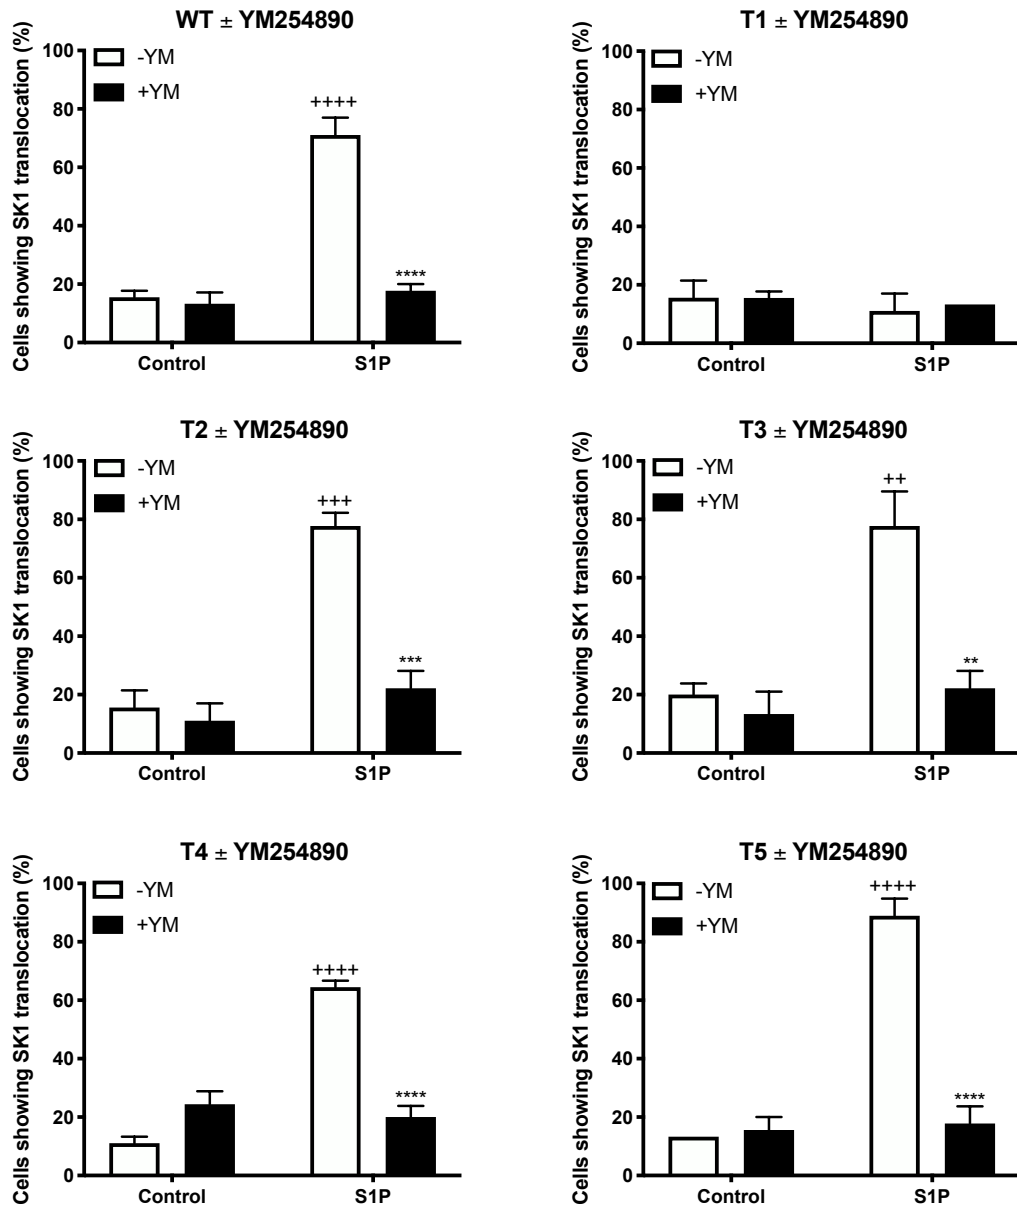 WT ± YM254890
Cells showing SK1 translocation (%)
100
80
60
40
20
0
-YM
+YM
++++
****
Control
S1P
T1 ± YM254890
Cells showing SK1 translocation (%)
100
80
60
40
20
0
-YM
+YM
Control
S1P
T2 ± YM254890
Cells showing SK1 translocation (%)
100
80
60
40
20
0
-YM
+YM
+++
***
Control
S1P
T3 ± YM254890
Cells showing SK1 translocation (%)
100
80
60
40
20
0
-YM
+YM
++
**
Control
S1P
T4 ± YM254890
Cells showing SK1 translocation (%)
100
80
60
40
20
0
-YM
+YM
++++
****
Control
S1P
T5 ± YM254890
Cells showing SK1 translocation (%)
100
80
60
40
20
0
-YM
+YM
++++
****
Control
S1P